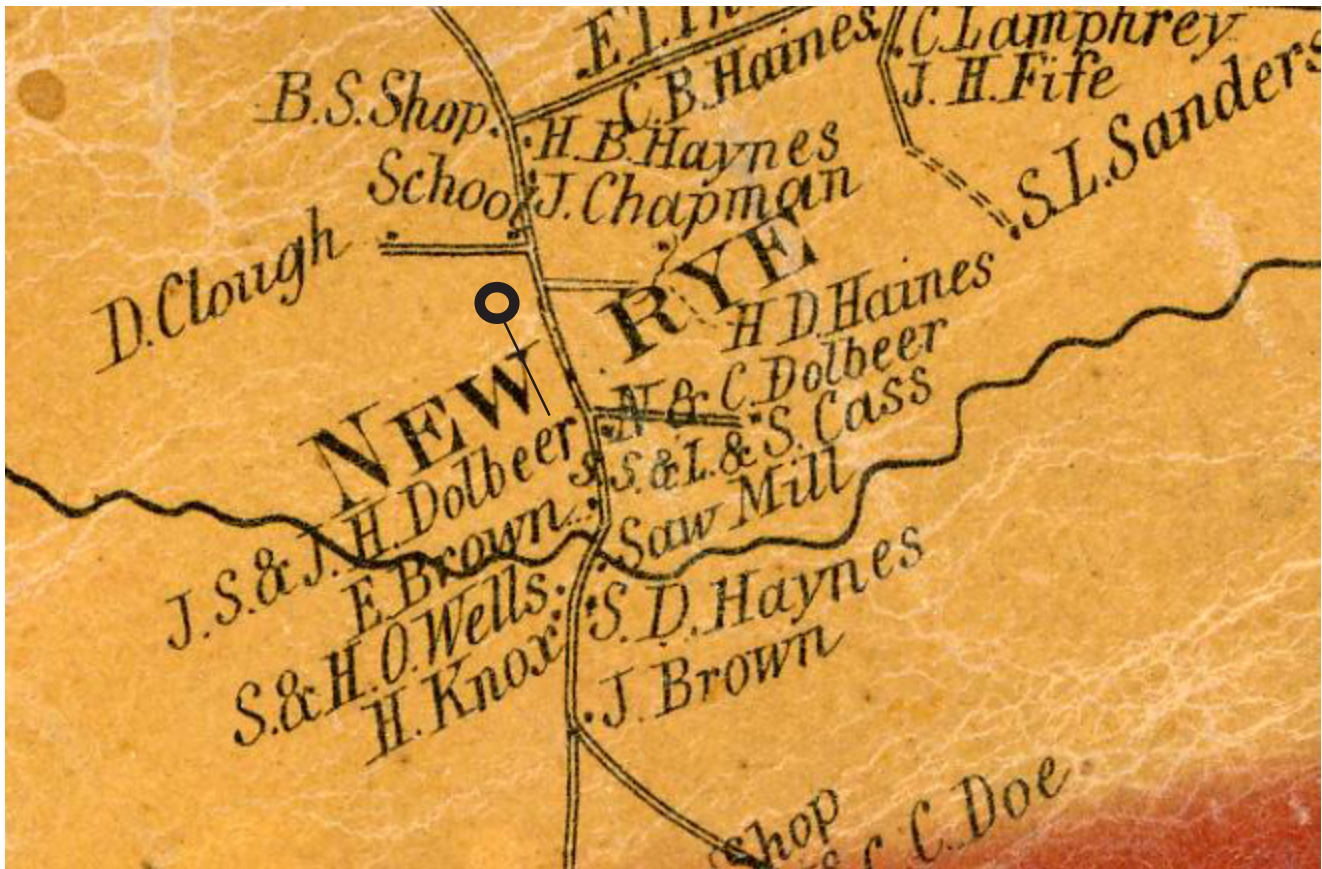 C. Lamphrey
C. B. Haines
J. H. Fife
B. S. Shop
H. B. Haynes
S. L. Sanders
School
J. Chapman
D. Clough
NEW RYE
H D. Haines
N & C. Dolbeer
J. S. & J. H. Dolbeer
S. S. & L. & S. Cass
E. Brown
Saw Mill
S. & H. O. Wells
S. D. Haynes
H. Knox
J. Brown
Shop
C. Doe